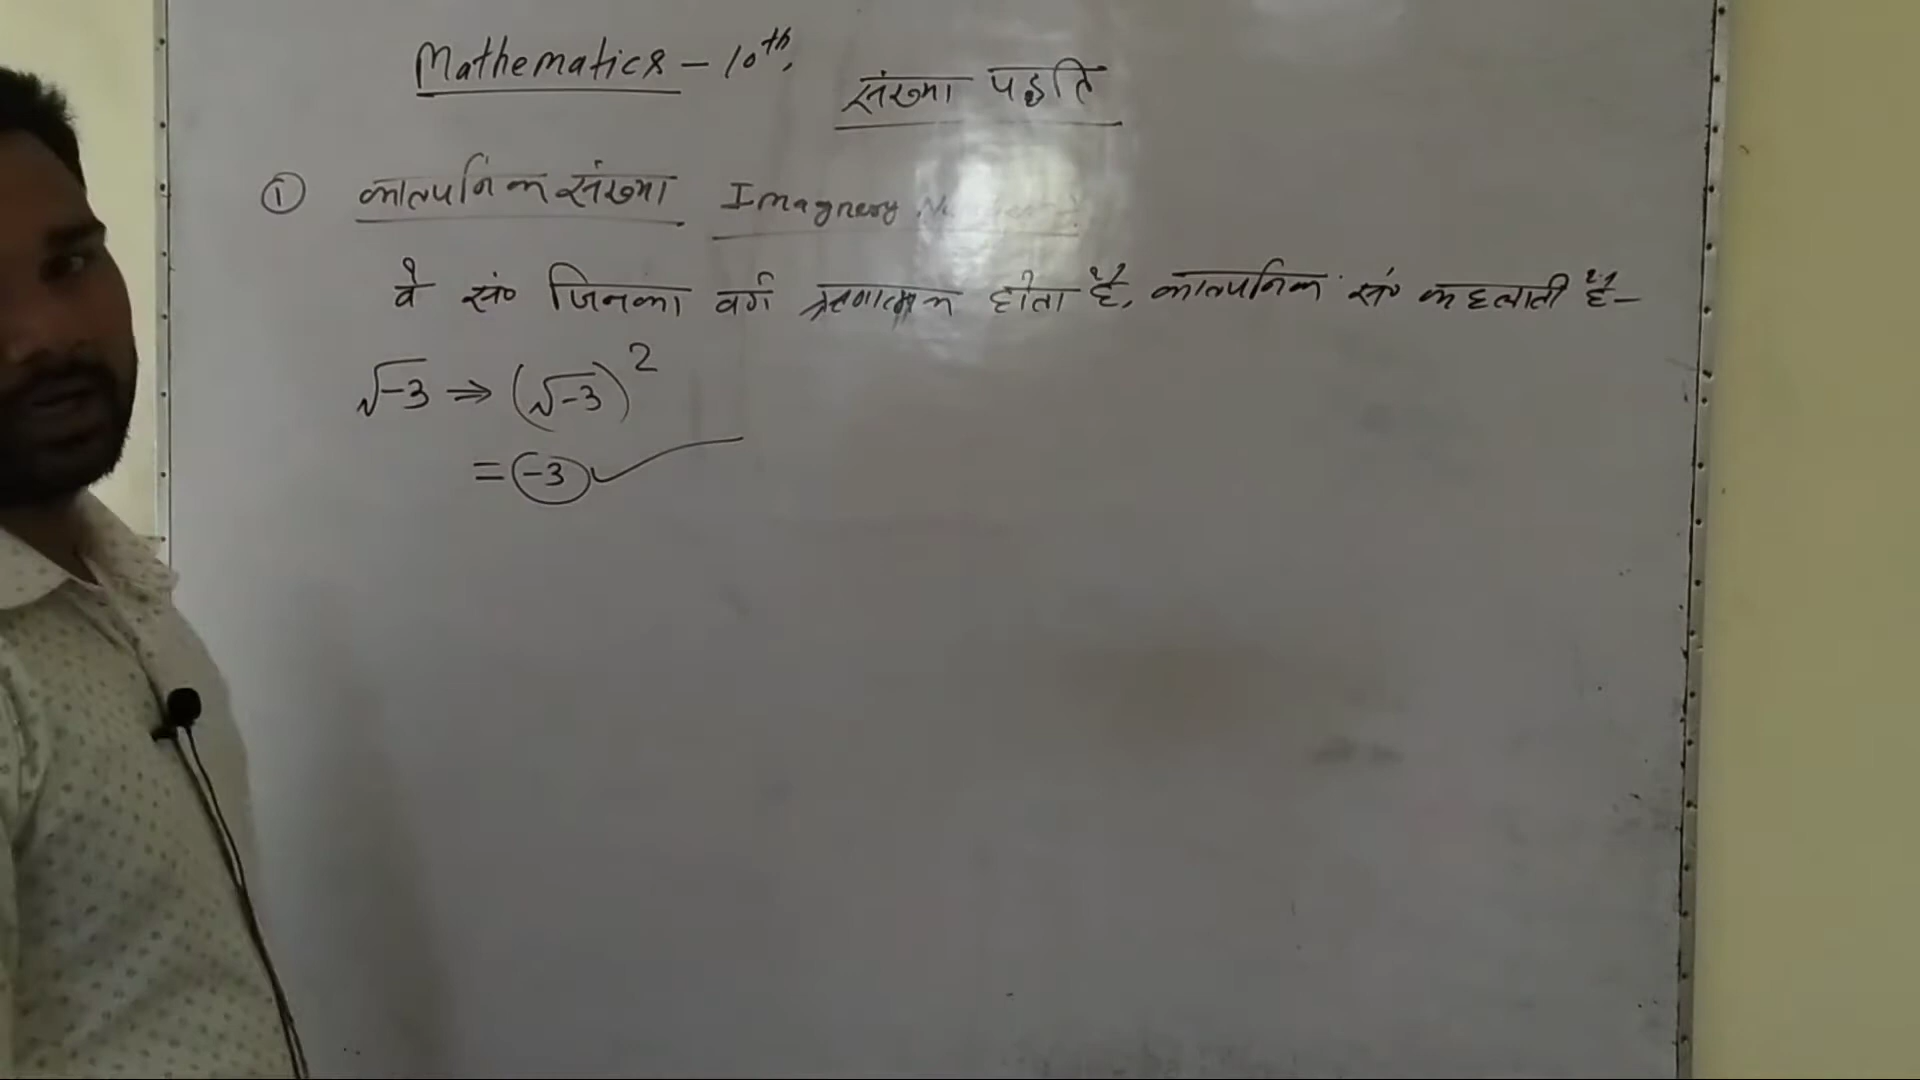 Mathematics - 10th,
संख्या पद्धति
① काल्पनिक संख्या Imagnery
वे सं० जिनका वर्ग ऋणात्मक होता है, काल्पनिक सं० कहलाती है -
√-3 ⇒ (√-3)²
= -3 ✓